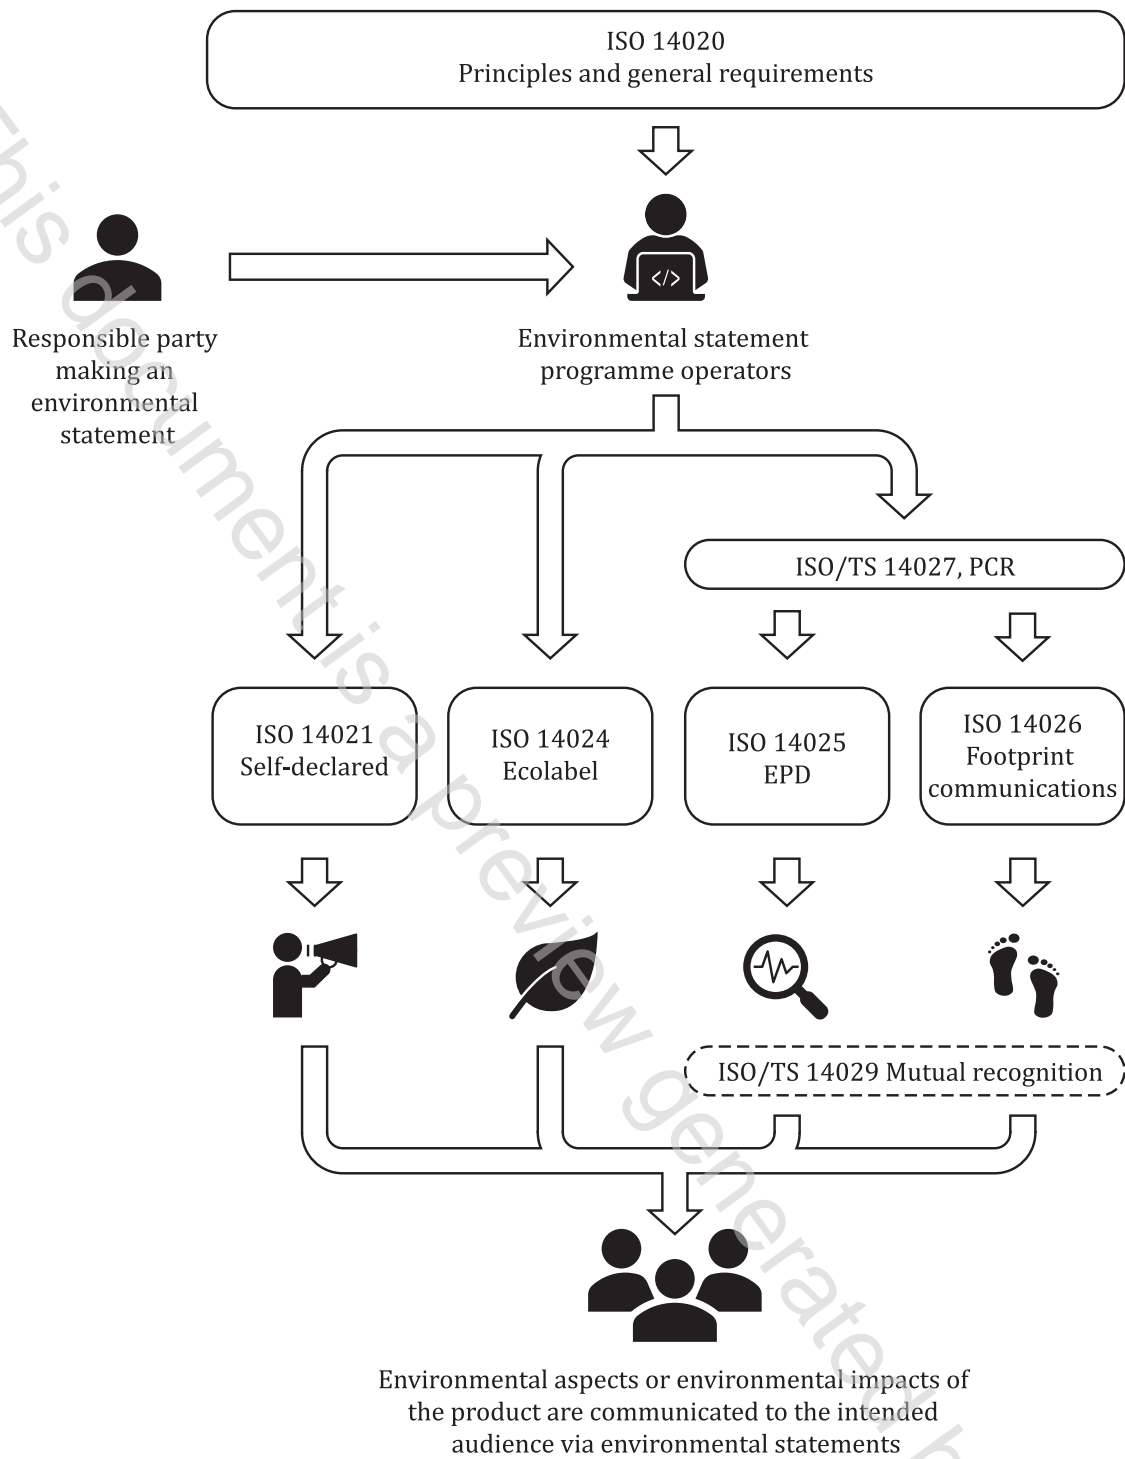 ISO 14020
Principles and general requirements
Responsible party
making an
environmental
statement
</>
Environmental statement
programme operators
ISO/TS 14027, PCR
ISO 14021
Self-declared
ISO 14024
Ecolabel
ISO 14025
EPD
ISO 14026
Footprint
communications
ISO/TS 14029 Mutual recognition
Environmental aspects or environmental impacts of
the product are communicated to the intended
audience via environmental statements
This document is a preview generated b